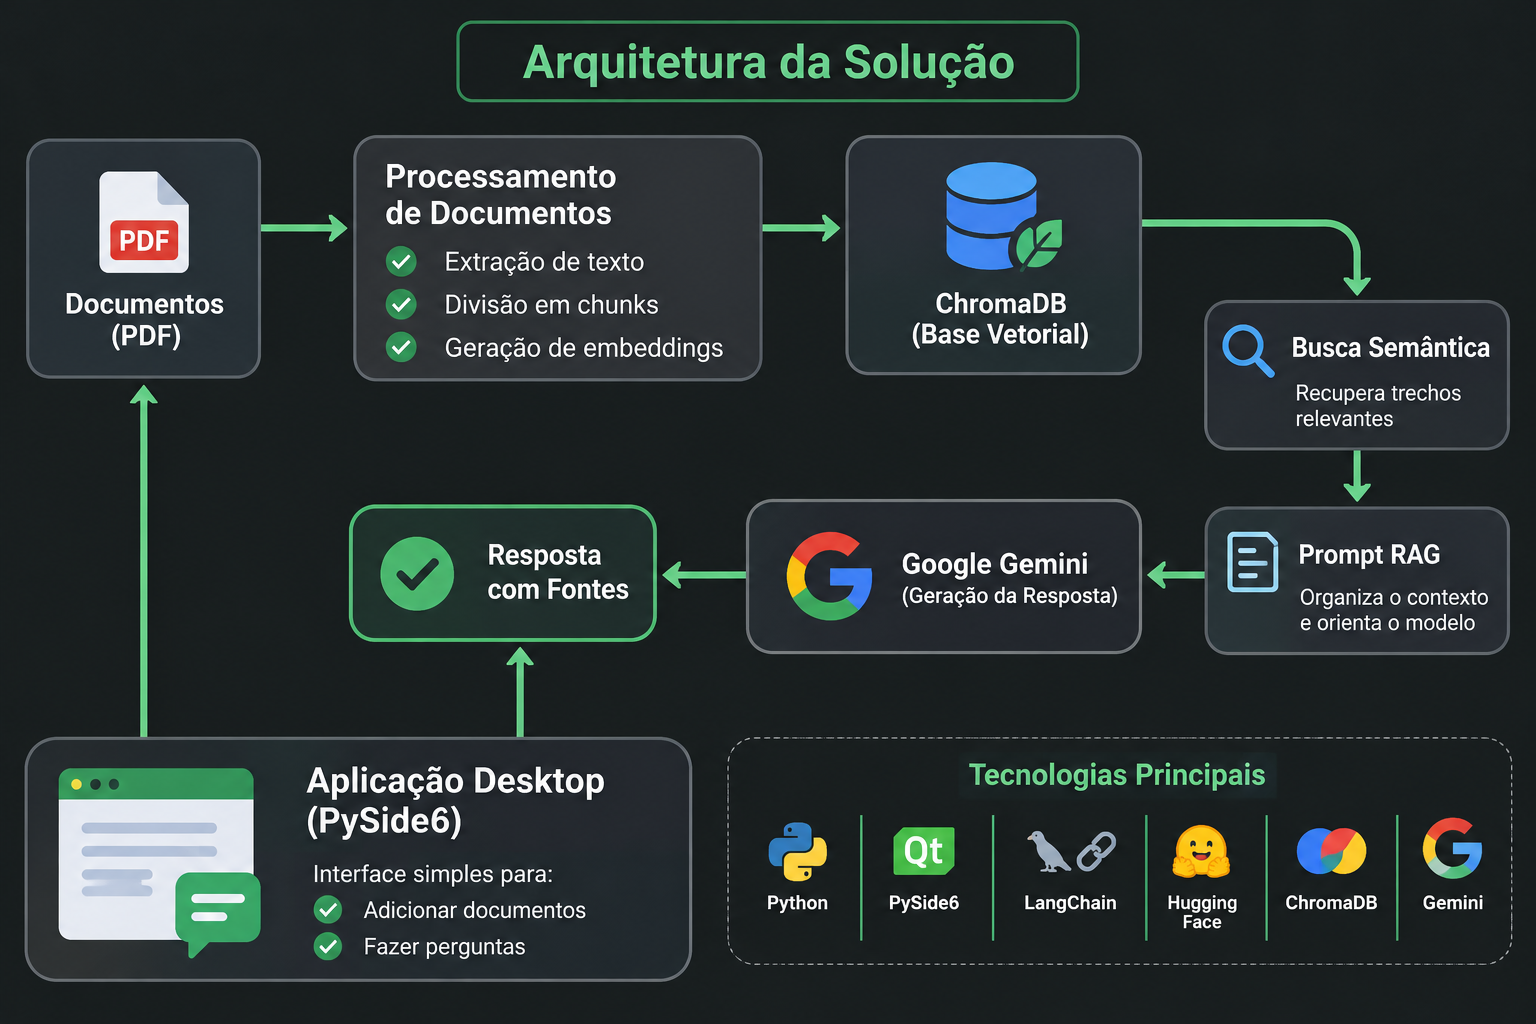 Arquitetura da Solução
PDF
Documentos
(PDF)
Processamento
de Documentos
Extração de texto
Divisão em chunks
Geração de embeddings
ChromaDB
(Base Vetorial)
Busca Semântica
Recupera trechos
relevantes
Prompt RAG
Organiza o contexto
e orienta o modelo
Google Gemini
(Geração da Resposta)
Resposta
com Fontes
Aplicação Desktop
(PySide6)
Interface simples para:
Adicionar documentos
Fazer perguntas
Tecnologias Principais
Python
Qt
PySide6
LangChain
Hugging
Face
ChromaDB
Gemini